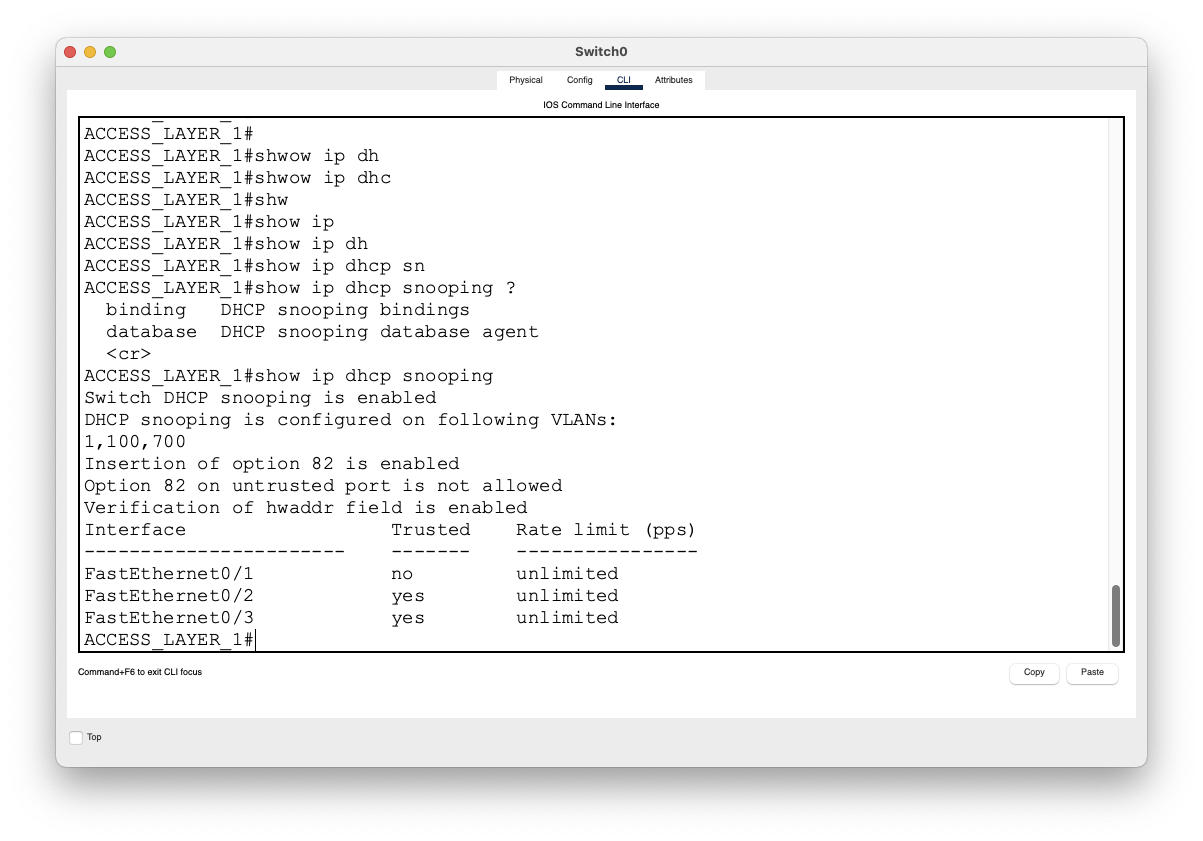 Switch0
Physical Config CLI Attributes
IOS Command Line Interface
ACCESS_LAYER_1#
ACCESS_LAYER_1#shwow ip dh
ACCESS_LAYER_1#shwow ip dhc
ACCESS_LAYER_1#shw
ACCESS_LAYER_1#show ip
ACCESS_LAYER_1#show ip dh
ACCESS_LAYER_1#show ip dhcp sn
ACCESS_LAYER_1#show ip dhcp snooping ?
  binding   DHCP snooping bindings
  database  DHCP snooping database agent
  <cr>
ACCESS_LAYER_1#show ip dhcp snooping
Switch DHCP snooping is enabled
DHCP snooping is configured on following VLANs:
1,100,700
Insertion of option 82 is enabled
Option 82 on untrusted port is not allowed
Verification of hwaddr field is enabled
Interface                  Trusted    Rate limit (pps)
-----------------------    -------    ----------------
FastEthernet0/1            no         unlimited
FastEthernet0/2            yes        unlimited
FastEthernet0/3            yes        unlimited
ACCESS_LAYER_1#
Command+F6 to exit CLI focus
Copy Paste
Top